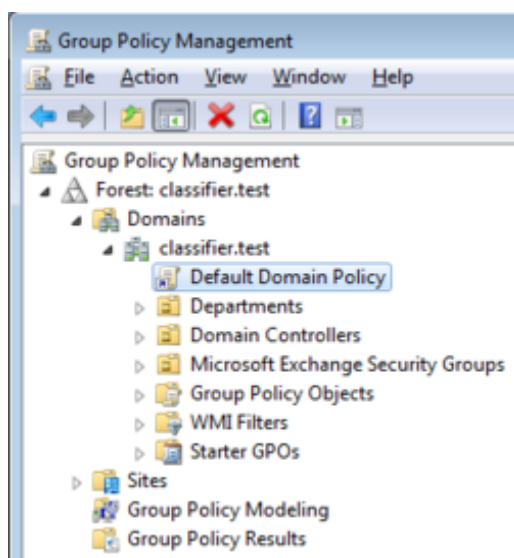 Group Policy Management
File Action View Window Help
Group Policy Management
Forest: classifier.test
Domains
classifier.test
Default Domain Policy
Departments
Domain Controllers
Microsoft Exchange Security Groups
Group Policy Objects
WMI Filters
Starter GPOs
Sites
Group Policy Modeling
Group Policy Results